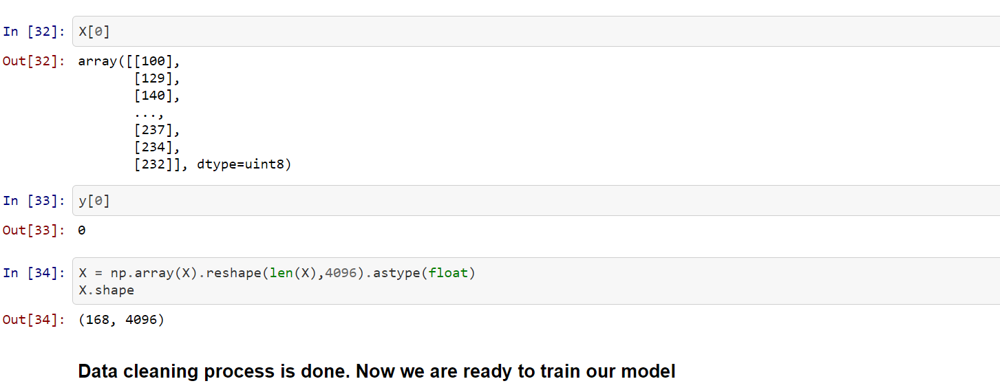 In [32]: X[0]
Out[32]: array([[100],
[129],
[140],
...,
[237],
[234],
[232]], dtype=uint8)
In [33]: y[0]
Out[33]: 0
In [34]: X = np.array(X).reshape(len(X),4096).astype(float)
X.shape
Out[34]: (168, 4096)
Data cleaning process is done. Now we are ready to train our model